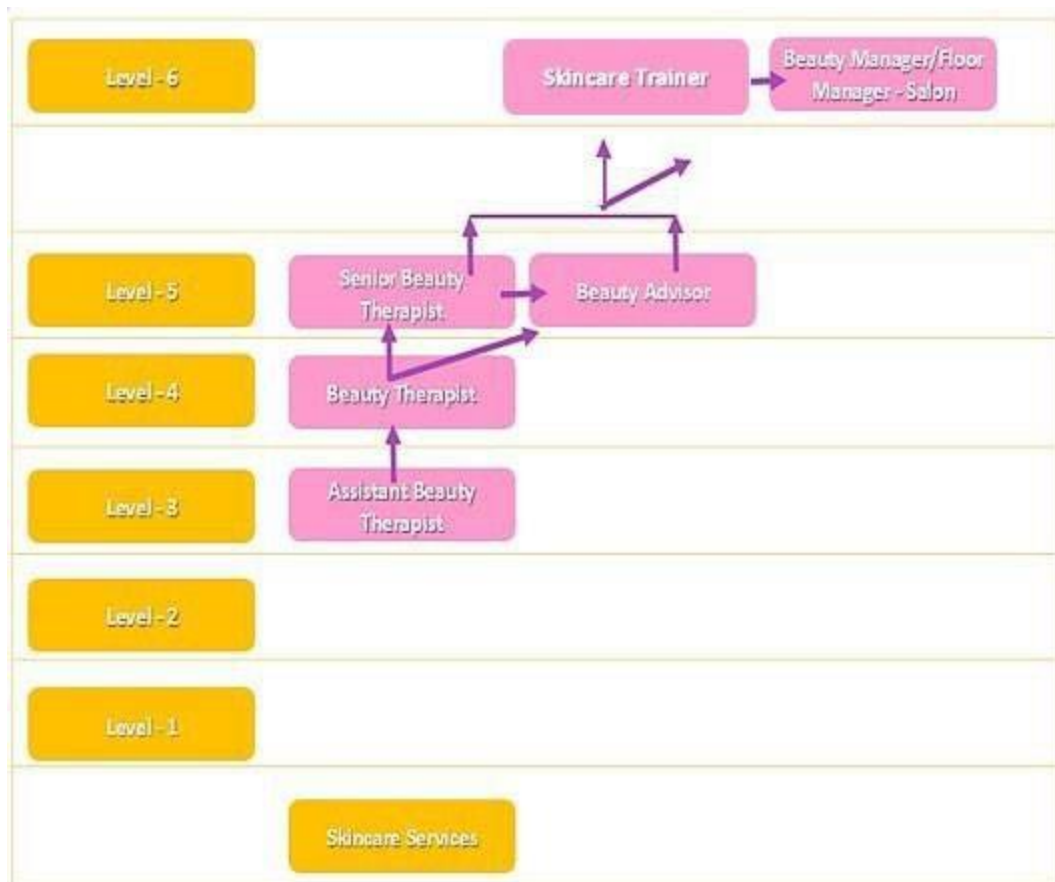 Level - 6
Skincare Trainer
Beauty Manager/Floor
Manager - Salon
Level - 5
Senior Beauty
Therapist
Beauty Advisor
Level - 4
Beauty Therapist
Level - 3
Assistant Beauty
Therapist
Level - 2
Level - 1
Skincare Services